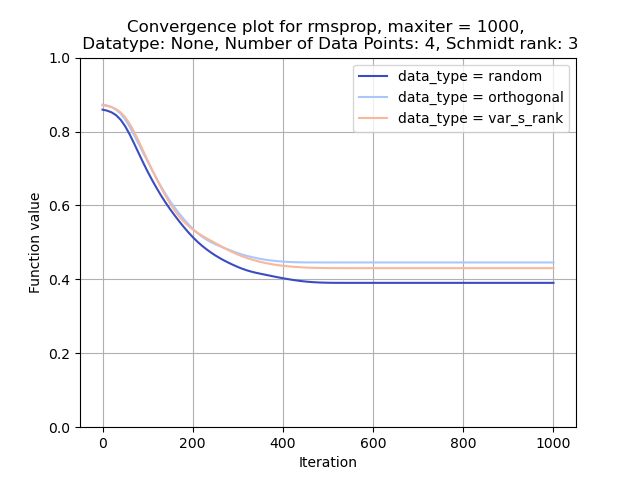 Convergence plot for rmsprop, maxiter = 1000,
Datatype: None, Number of Data Points: 4, Schmidt rank: 3
data_type = random
data_type = orthogonal
data_type = var_s_rank
Function value
1.0
0.8
0.6
0.4
0.2
0.0
0 200 400 600 800 1000
Iteration